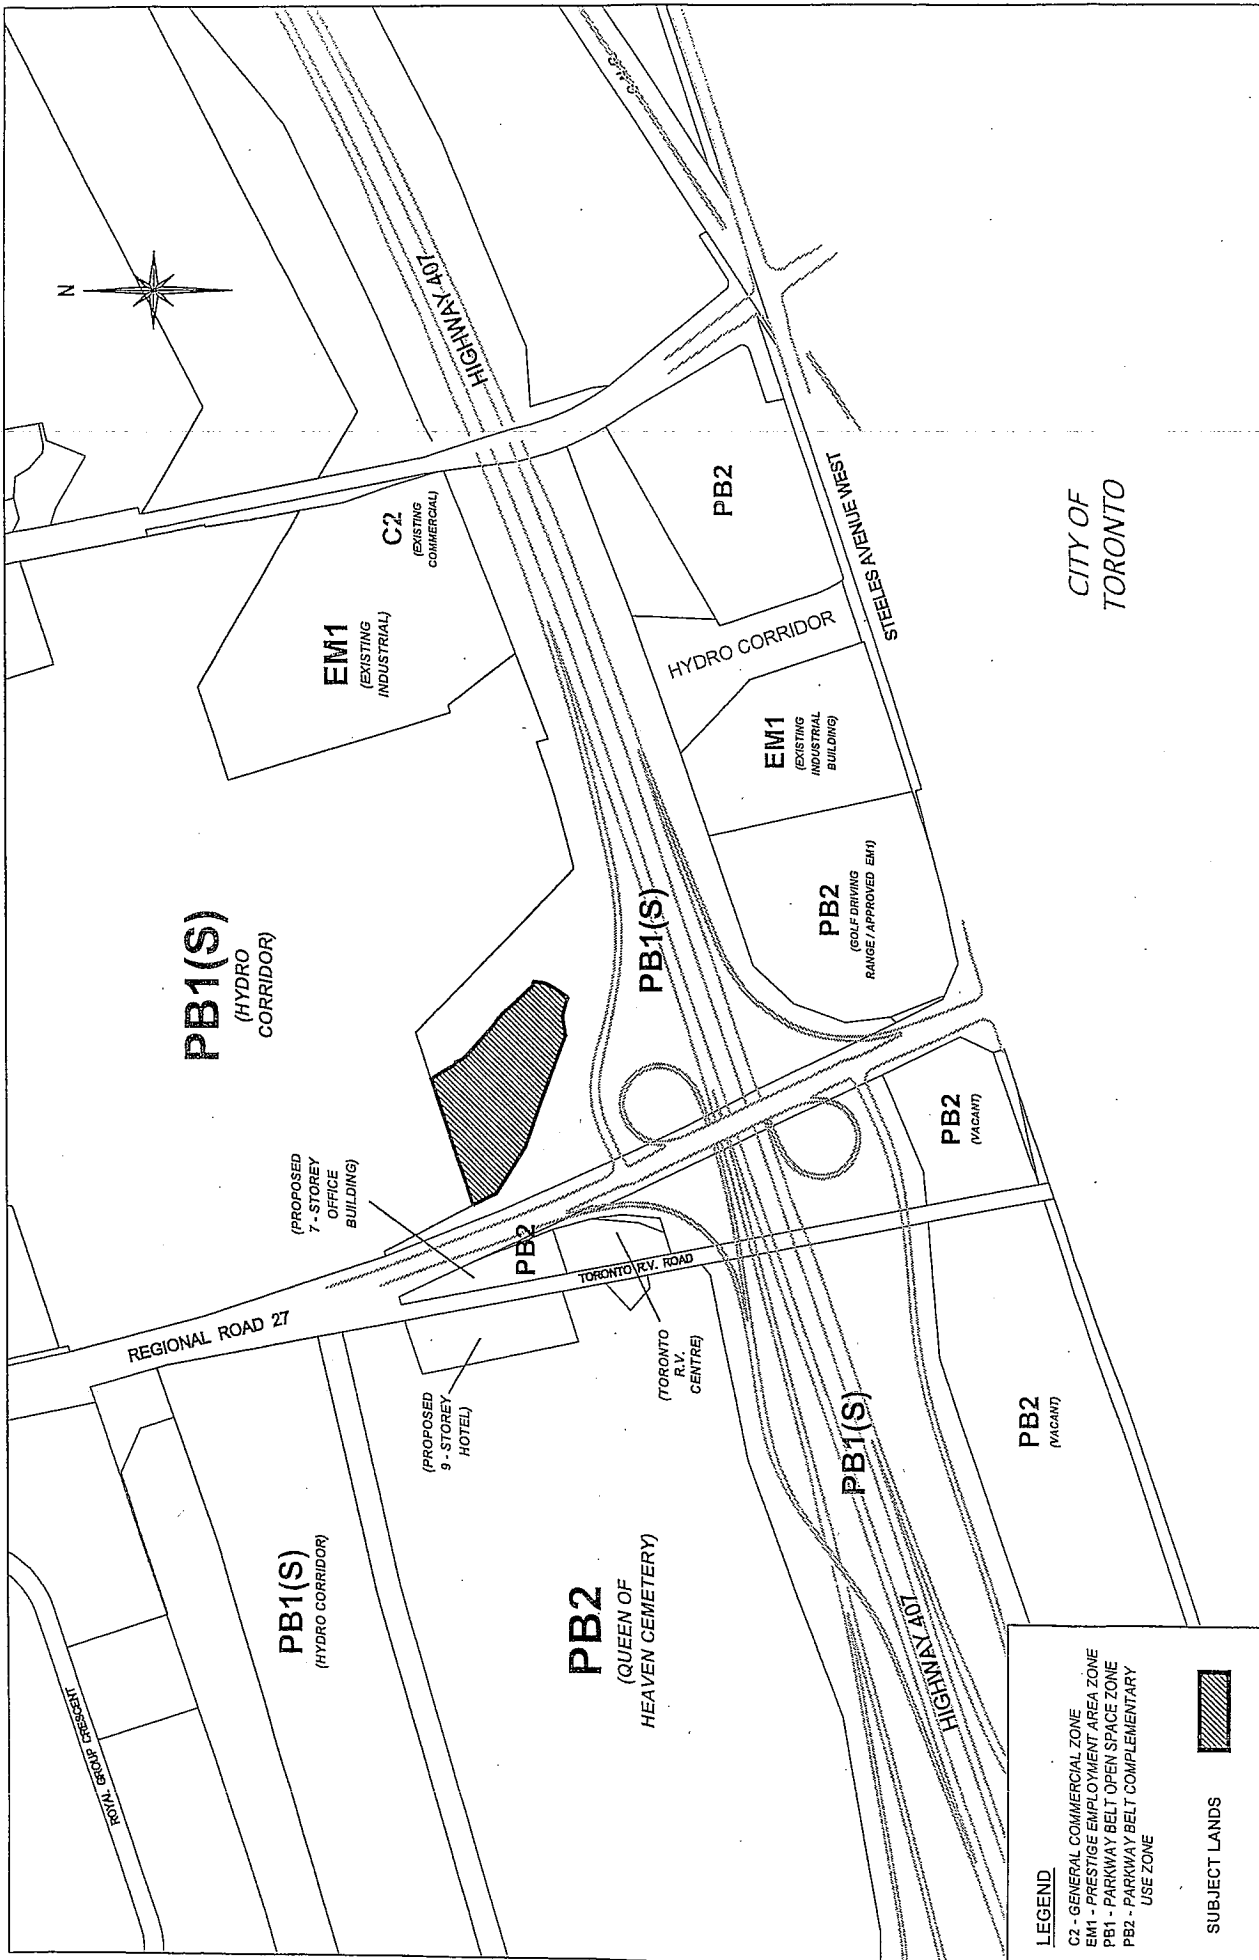 N
C.N.R.
HIGHWAY 407
C2
(EXISTING
COMMERCIAL)
EM1
(EXISTING
INDUSTRIAL)
PB2
STEELES AVENUE WEST
HYDRO CORRIDOR
CITY OF
TORONTO
EM1
(EXISTING
INDUSTRIAL
BUILDING)
PB2
(GOLF DRIVING
RANGE / APPROVED EM1)
PB1(S)
(HYDRO
CORRIDOR)
PB1(S)
PB2
(VACANT)
(PROPOSED
7 - STOREY
OFFICE
BUILDING)
PB2
TORONTO R.V. ROAD
REGIONAL ROAD 27
(TORONTO
R.V.
CENTRE)
(PROPOSED
9 - STOREY
HOTEL)
PB1(S)
PB2
(VACANT)
PB1(S)
(HYDRO CORRIDOR)
PB2
(QUEEN OF
HEAVEN CEMETERY)
HIGHWAY 407
ROYAL GROUP CRESCENT
LEGEND
C2 - GENERAL COMMERCIAL ZONE
EM1 - PRESTIGE EMPLOYMENT AREA ZONE
PB1 - PARKWAY BELT OPEN SPACE ZONE
PB2 - PARKWAY BELT COMPLEMENTARY
USE ZONE
SUBJECT LANDS